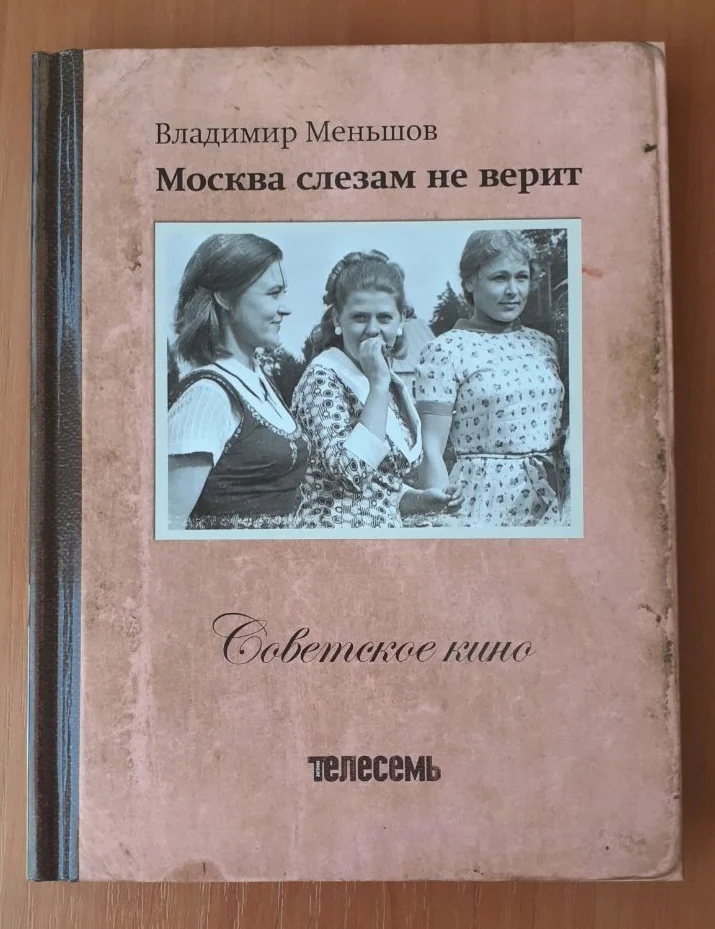 Владимир Меньшов
Москва слезам не верит
Советское кино
телесемь